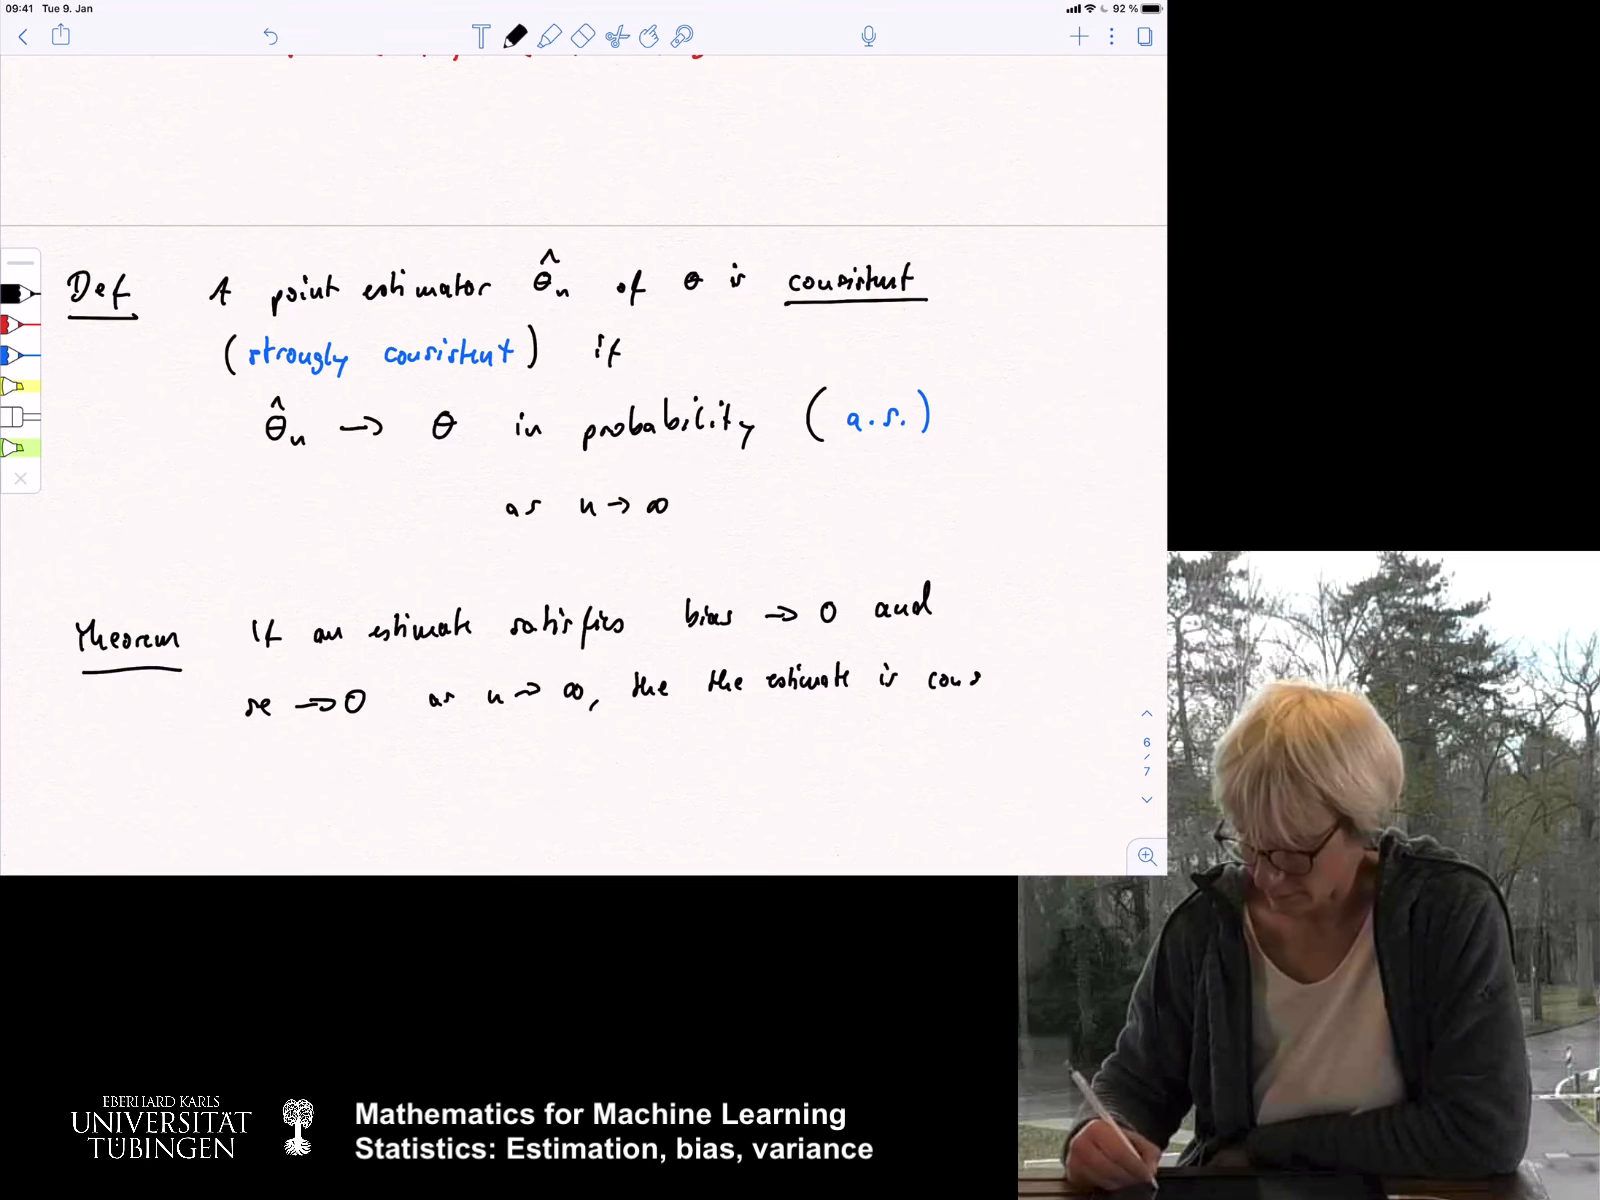 09:41 Tue 9. Jan
92 %
Def A point estimator θ̂n of θ is consistent
(strongly consistent) if
θ̂n → θ in probability (a.s.)
as n → ∞
Theorem If an estimate satisfies bias → 0 and
se → 0 as n → ∞, the the estimate is cons
6
/
7
EBERHARD KARLS
UNIVERSITÄT
TÜBINGEN
Mathematics for Machine Learning
Statistics: Estimation, bias, variance